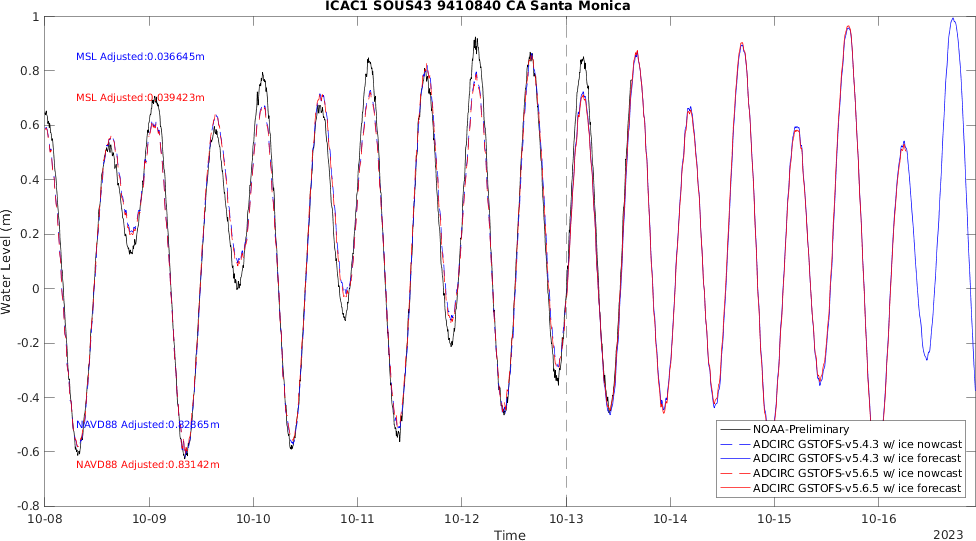 ICAC1 SOUS43 9410840 CA Santa Monica
1
0.8
0.6
0.4
0.2
0
-0.2
-0.4
-0.6
-0.8
Water Level (m)
MSL Adjusted:0.036645m
MSL Adjusted:0.039423m
NAVD88 Adjusted:0.82865m
NAVD88 Adjusted:0.83142m
NOAA-Preliminary
ADCIRC GSTOFS-v5.4.3 w/ ice nowcast
ADCIRC GSTOFS-v5.4.3 w/ ice forecast
ADCIRC GSTOFS-v5.6.5 w/ ice nowcast
ADCIRC GSTOFS-v5.6.5 w/ ice forecast
10-08 10-09 10-10 10-11 10-12 10-13 10-14 10-15 10-16
Time
2023